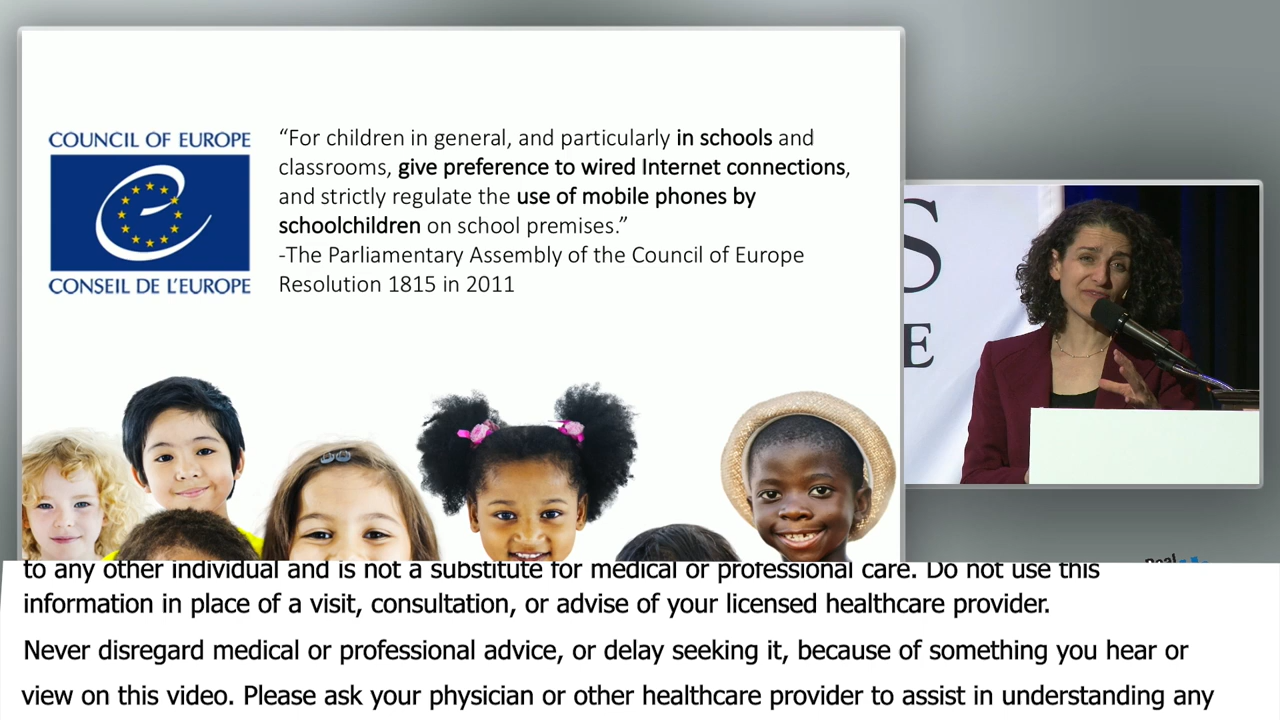 COUNCIL OF EUROPE
CONSEIL DE L'EUROPE
“For children in general, and particularly in schools and
classrooms, give preference to wired Internet connections,
and strictly regulate the use of mobile phones by
schoolchildren on school premises.”
-The Parliamentary Assembly of the Council of Europe
Resolution 1815 in 2011
S
E
Real
to any other individual and is not a substitute for medical or professional care. Do not use this
information in place of a visit, consultation, or advise of your licensed healthcare provider.
Never disregard medical or professional advice, or delay seeking it, because of something you hear or
view on this video. Please ask your physician or other healthcare provider to assist in understanding any